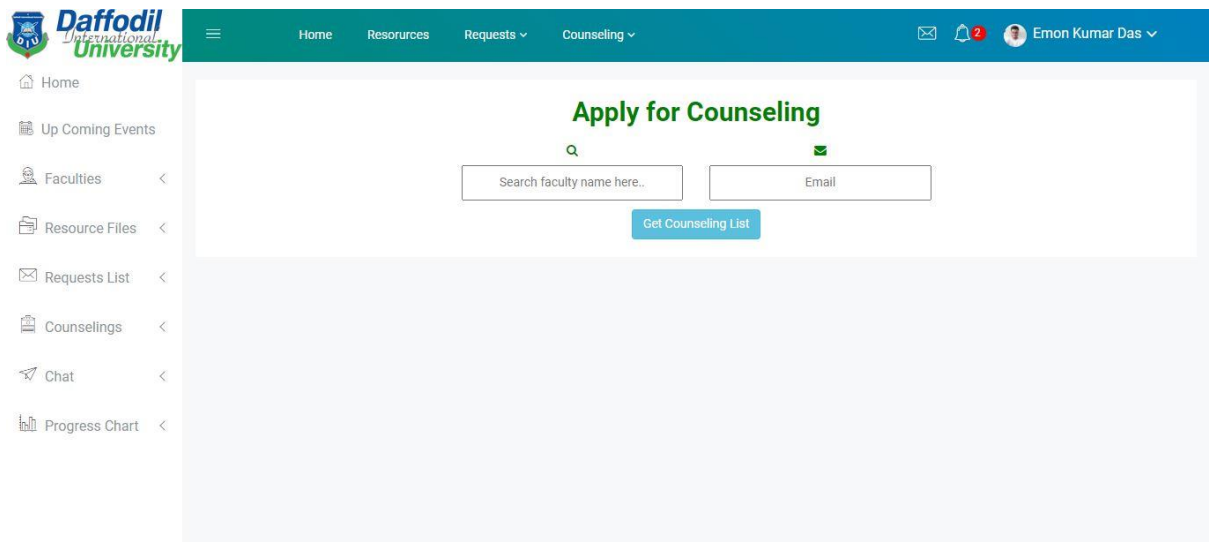 Daffodil
International
University
DIU
Home
Resorurces
Requests
Counseling
2
Emon Kumar Das
Home
Up Coming Events
Faculties
Resource Files
Requests List
Counselings
Chat
Progress Chart
Apply for Counseling
Search faculty name here..
Email
Get Counseling List